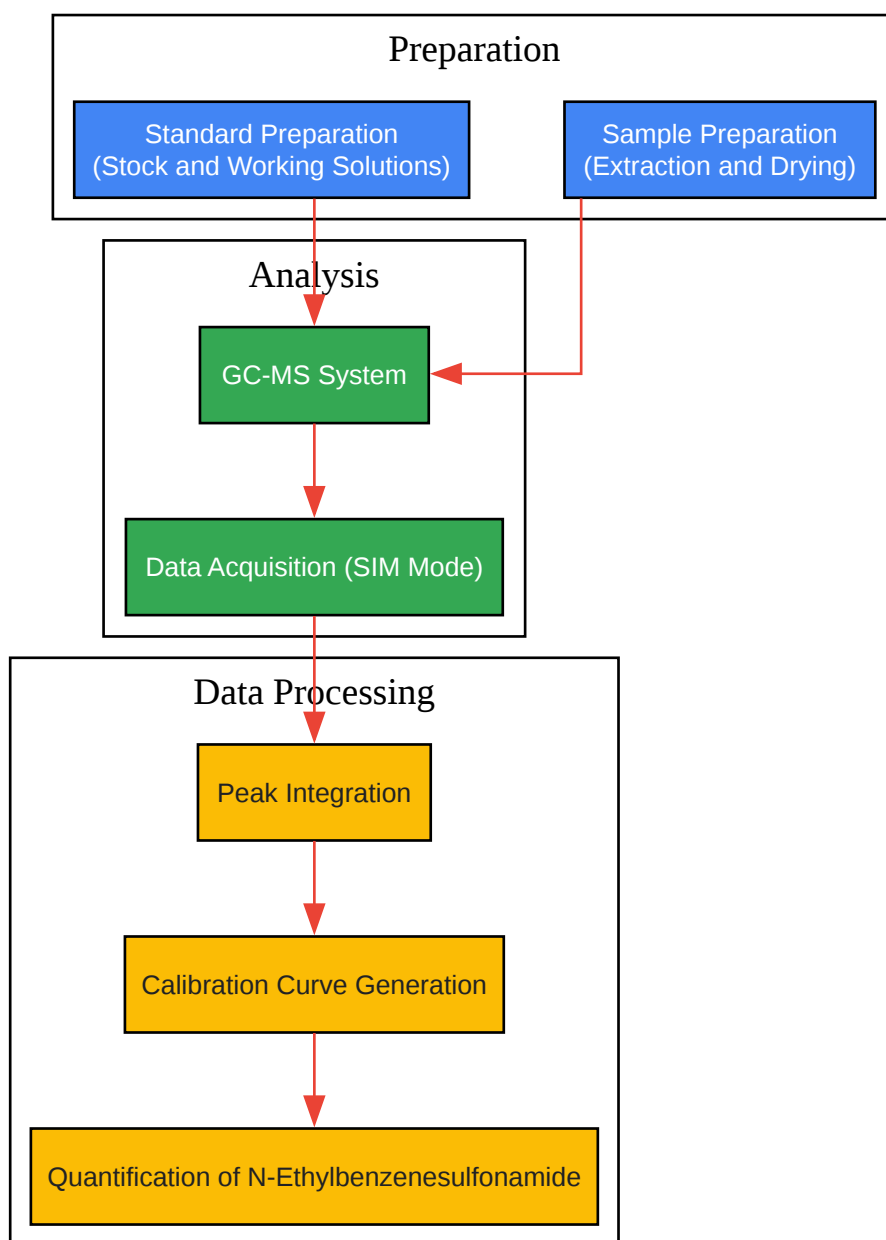 Preparation
Standard Preparation
(Stock and Working Solutions)
Sample Preparation
(Extraction and Drying)
Analysis
GC-MS System
Data Acquisition (SIM Mode)
Data Processing
Peak Integration
Calibration Curve Generation
Quantification of N-Ethylbenzenesulfonamide